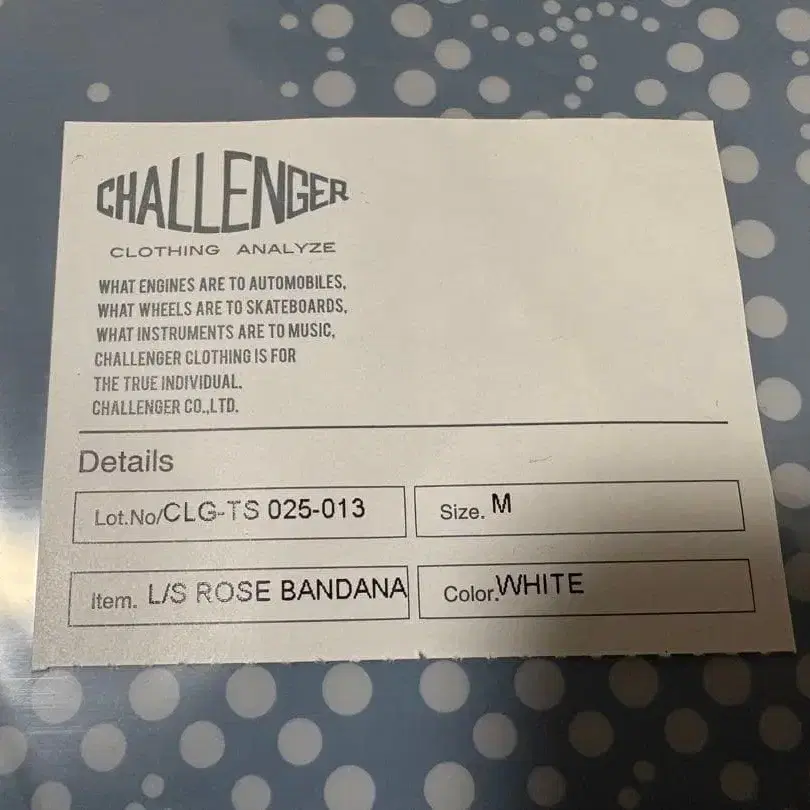 CHALLENGER
CLOTHING ANALYZE
WHAT ENGINES ARE TO AUTOMOBILES,
WHAT WHEELS ARE TO SKATEBOARDS,
WHAT INSTRUMENTS ARE TO MUSIC,
CHALLENGER CLOTHING IS FOR
THE TRUE INDIVIDUAL.
CHALLENGER CO.,LTD.
Details
Lot.No/CLG-TS 025-013
Size. M
Item. L/S ROSE BANDANA
Color.WHITE